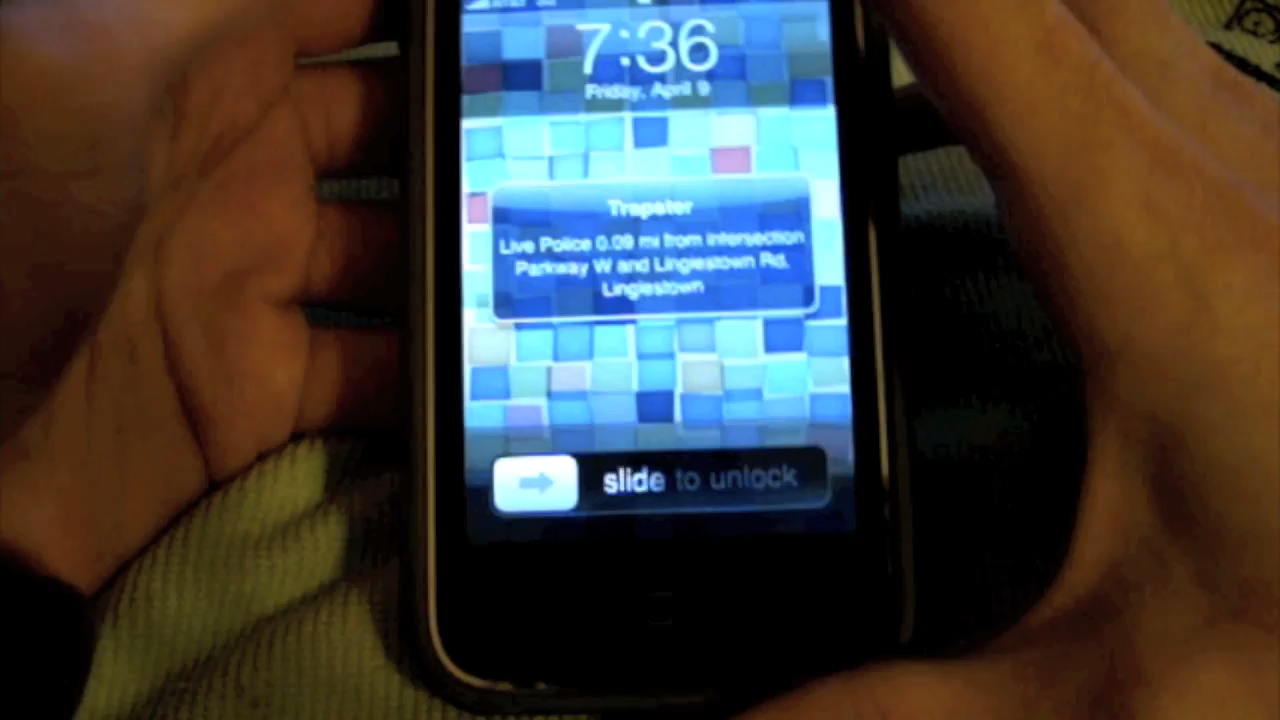 7:36
Friday, April 9
Trapster
Live Police 0.09 mi from intersection
Parkway W and Linglestown Rd,
Linglestown
slide to unlock